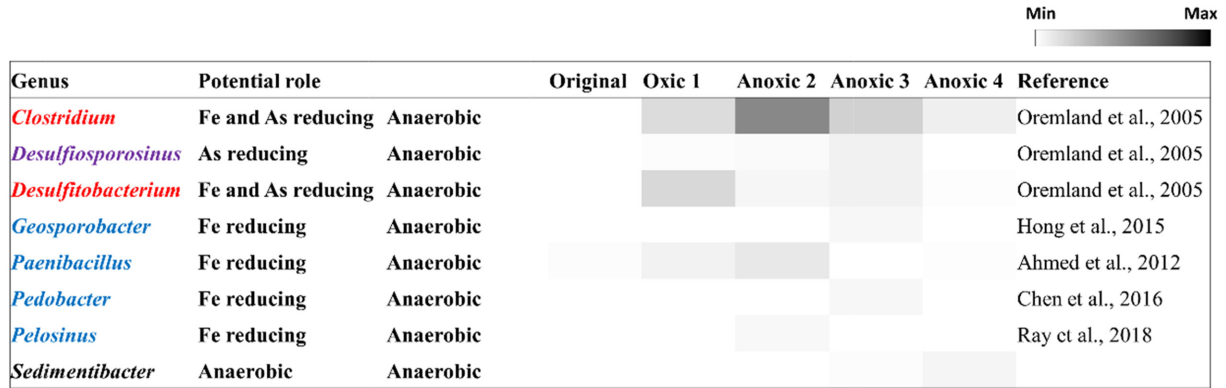 Min Max
Genus Potential role Original Oxic 1 Anoxic 2 Anoxic 3 Anoxic 4 Reference
Clostridium Fe and As reducing Anaerobic Oremland et al., 2005
Desulfiosporosinus As reducing Anaerobic Oremland et al., 2005
Desulfitobacterium Fe and As reducing Anaerobic Oremland et al., 2005
Geosporobacter Fe reducing Anaerobic Hong et al., 2015
Paenibacillus Fe reducing Anaerobic Ahmed et al., 2012
Pedobacter Fe reducing Anaerobic Chen et al., 2016
Pelosinus Fe reducing Anaerobic Ray ct al., 2018
Sedimentibacter Anaerobic Anaerobic